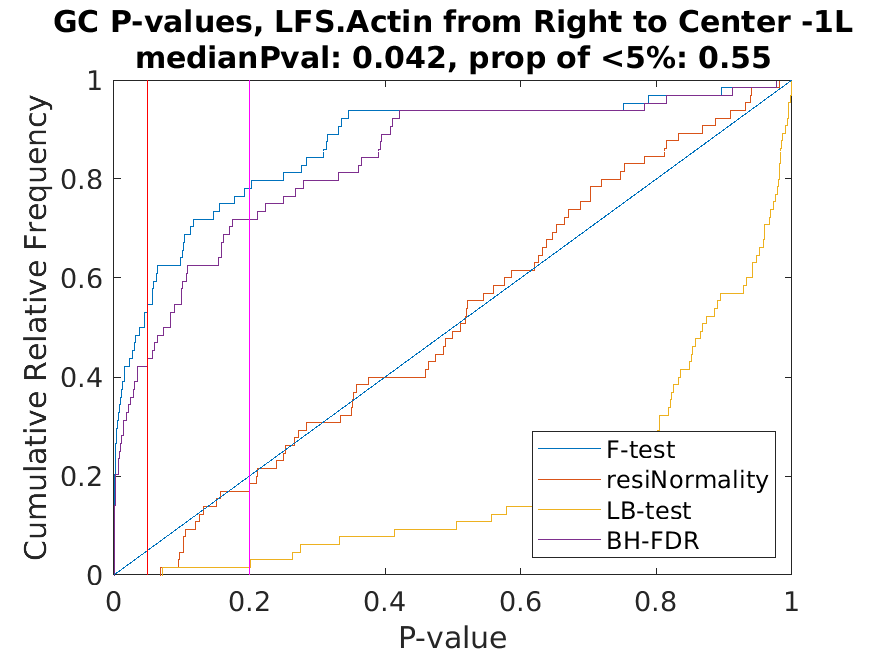 GC P-values, LFS.Actin from Right to Center -1L
medianPval: 0.042, prop of <5%: 0.55
Cumulative Relative Frequency
1
0.8
0.6
0.4
0.2
0
0
0.2
0.4
0.6
0.8
1
P-value
F-test
resiNormality
LB-test
BH-FDR